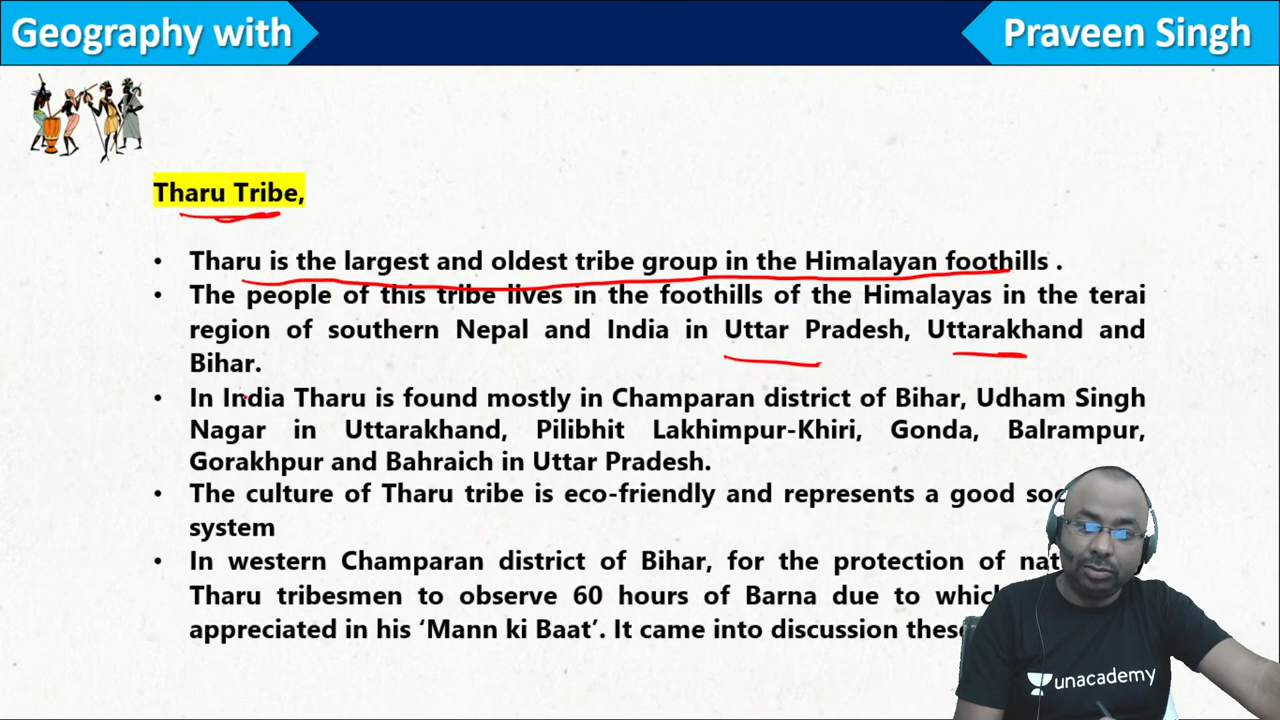 Geography with
Praveen Singh
Tharu Tribe,
• Tharu is the largest and oldest tribe group in the Himalayan foothills .
• The people of this tribe lives in the foothills of the Himalayas in the terai
region of southern Nepal and India in Uttar Pradesh, Uttarakhand and
Bihar.
• In India Tharu is found mostly in Champaran district of Bihar, Udham Singh
Nagar in Uttarakhand, Pilibhit Lakhimpur-Khiri, Gonda, Balrampur,
Gorakhpur and Bahraich in Uttar Pradesh.
• The culture of Tharu tribe is eco-friendly and represents a good
system
• In western Champaran district of Bihar, for the protection of
Tharu tribesmen to observe 60 hours of Barna due to
appreciated in his ‘Mann ki Baat’. It came into discussion
unacademy